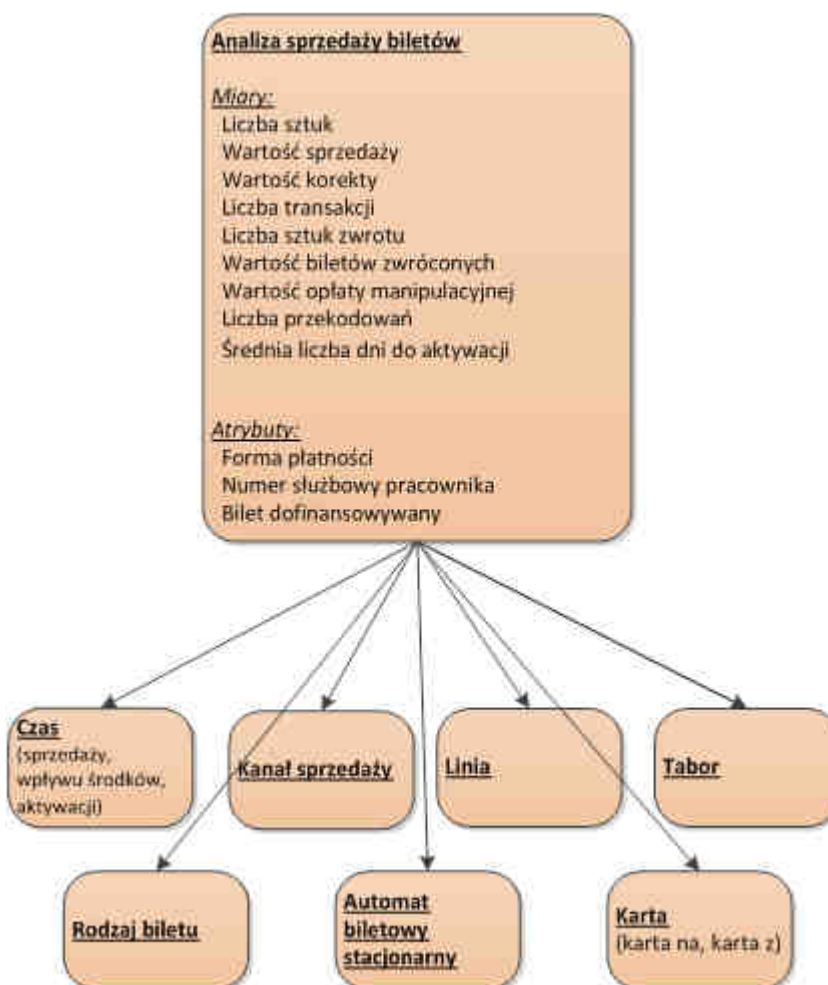 Analiza sprzedaży biletów
Miary:
Liczba sztuk
Wartość sprzedaży
Wartość korekty
Liczba transakcji
Liczba sztuk zwrotu
Wartość biletów zwróconych
Wartość opłaty manipulacyjnej
Liczba przekodowań
Średnia liczba dni do aktywacji
Atrybuty:
Forma płatności
Numer służbowy pracownika
Bilet dofinansowywany
Czas
(sprzedaży,
wpływu środków,
aktywacji)
Kanał sprzedaży
Linia
Tabor
Rodzaj biletu
Automat
biletowy
stacjonarny
Karta
(karta na, karta z)